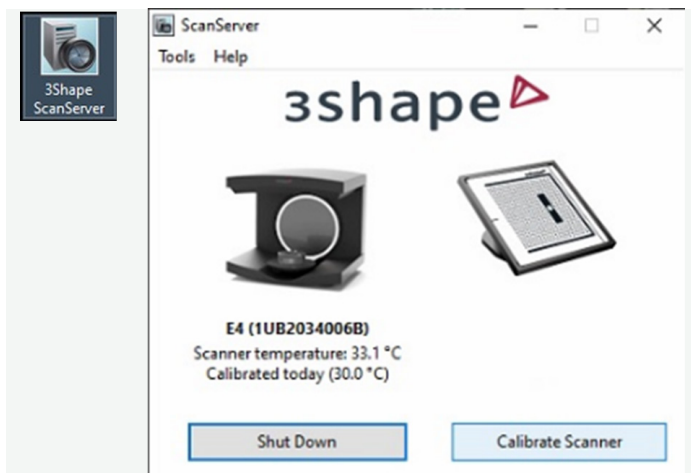 3Shape
ScanServer
ScanServer
Tools Help
3shape
E4 (1UB2034006B)
Scanner temperature: 33.1 °C
Calibrated today (30.0 °C)
Shut Down
Calibrate Scanner